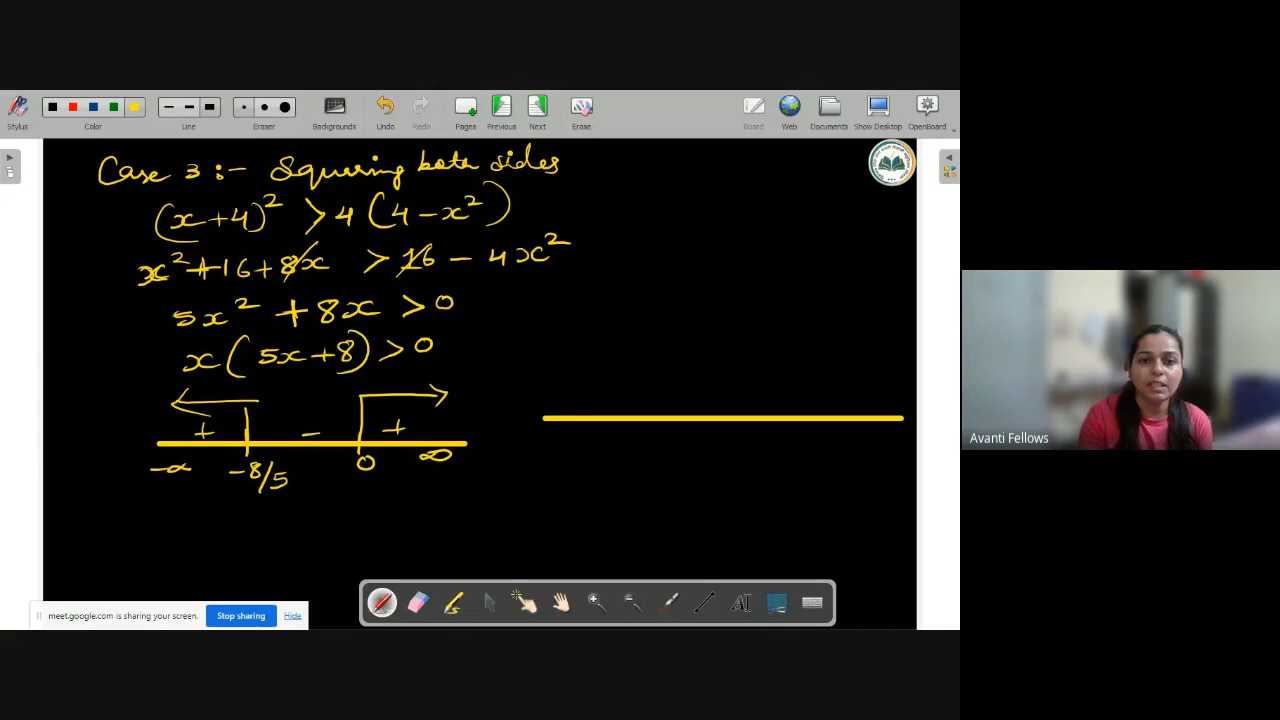 Stylus
Color
Line
Eraser
Backgrounds
Undo
Redo
Pages
Previous
Next
Erase
Board
Web
Documents
Show Desktop
OpenBoard
Case 3 :- Squaring both sides
(x+4)² > 4(4-x²)
x²+16+8x > 16 - 4x²
5x² + 8x > 0
x(5x+8) > 0
+ - +
-∞ -8/5 0 ∞
Avanti Fellows
meet.google.com is sharing your screen.
Stop sharing
Hide